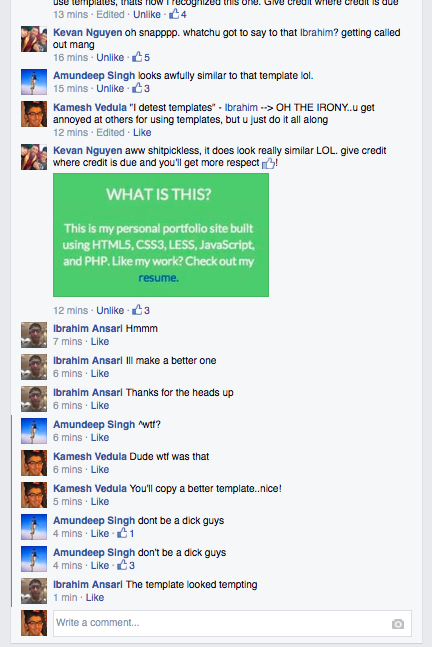 use templates, thats how I recognized this one. Give credit where credit is due
13 mins · Edited · Unlike · 4
Kevan Nguyen oh snapppp. whatchu got to say to that Ibrahim? getting called
out mang
16 mins · Unlike · 5
Amundeep Singh looks awfully similar to that template lol.
15 mins · Unlike · 3
Kamesh Vedula "I detest templates" - Ibrahim --> OH THE IRONY..u get
annoyed at others for using templates, but u just do it all along
12 mins · Edited · Like
Kevan Nguyen aww shitpickless, it does look really similar LOL. give credit
where credit is due and you'll get more respect !
WHAT IS THIS?
This is my personal portfolio site built
using HTML5, CSS3, LESS, JavaScript,
and PHP. Like my work? Check out my
resume.
12 mins · Unlike · 3
Ibrahim Ansari Hmmm
7 mins · Like
Ibrahim Ansari Ill make a better one
6 mins · Like
Ibrahim Ansari Thanks for the heads up
6 mins · Like
Amundeep Singh ^wtf?
6 mins · Like
Kamesh Vedula Dude wtf was that
6 mins · Like
Kamesh Vedula You'll copy a better template..nice!
5 mins · Like
Amundeep Singh dont be a dick guys
4 mins · Like · 1
Amundeep Singh don't be a dick guys
4 mins · Like · 3
Ibrahim Ansari The template looked tempting
1 min · Like
Write a comment...